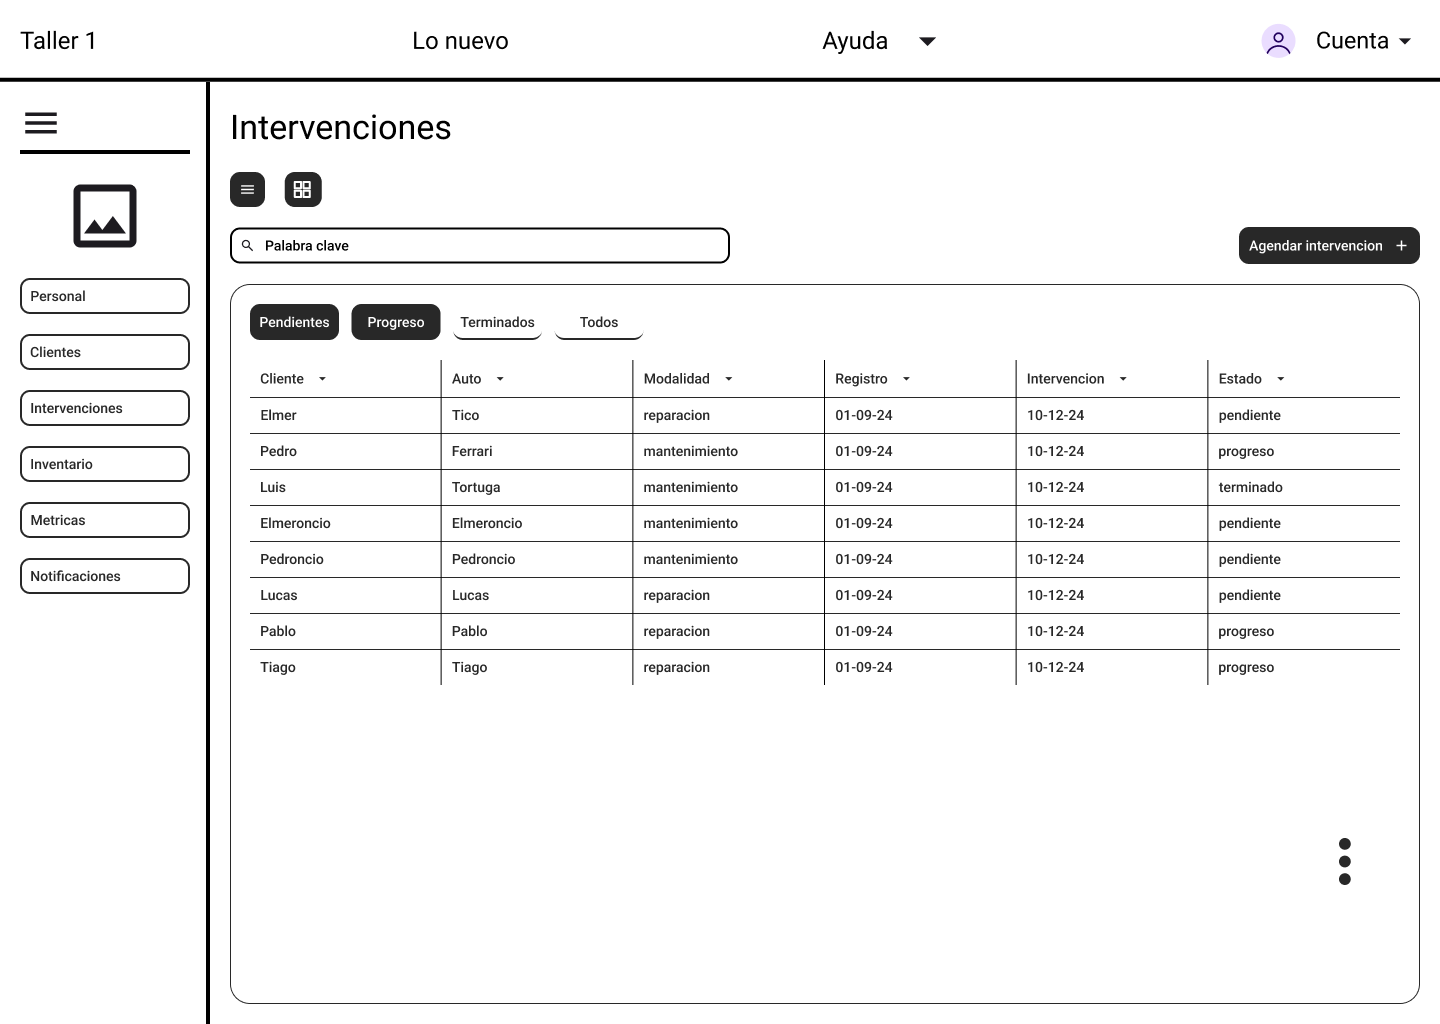 Taller 1 Lo nuevo Ayuda Cuenta
Intervenciones
Palabra clave
Agendar intervencion +
Personal
Clientes
Intervenciones
Inventario
Metricas
Notificaciones
Pendientes Progreso Terminados Todos
Cliente Auto Modalidad Registro Intervencion Estado
Elmer Tico reparacion 01-09-24 10-12-24 pendiente
Pedro Ferrari mantenimiento 01-09-24 10-12-24 progreso
Luis Tortuga mantenimiento 01-09-24 10-12-24 terminado
Elmeroncio Elmeroncio mantenimiento 01-09-24 10-12-24 pendiente
Pedroncio Pedroncio mantenimiento 01-09-24 10-12-24 pendiente
Lucas Lucas reparacion 01-09-24 10-12-24 pendiente
Pablo Pablo reparacion 01-09-24 10-12-24 progreso
Tiago Tiago reparacion 01-09-24 10-12-24 progreso